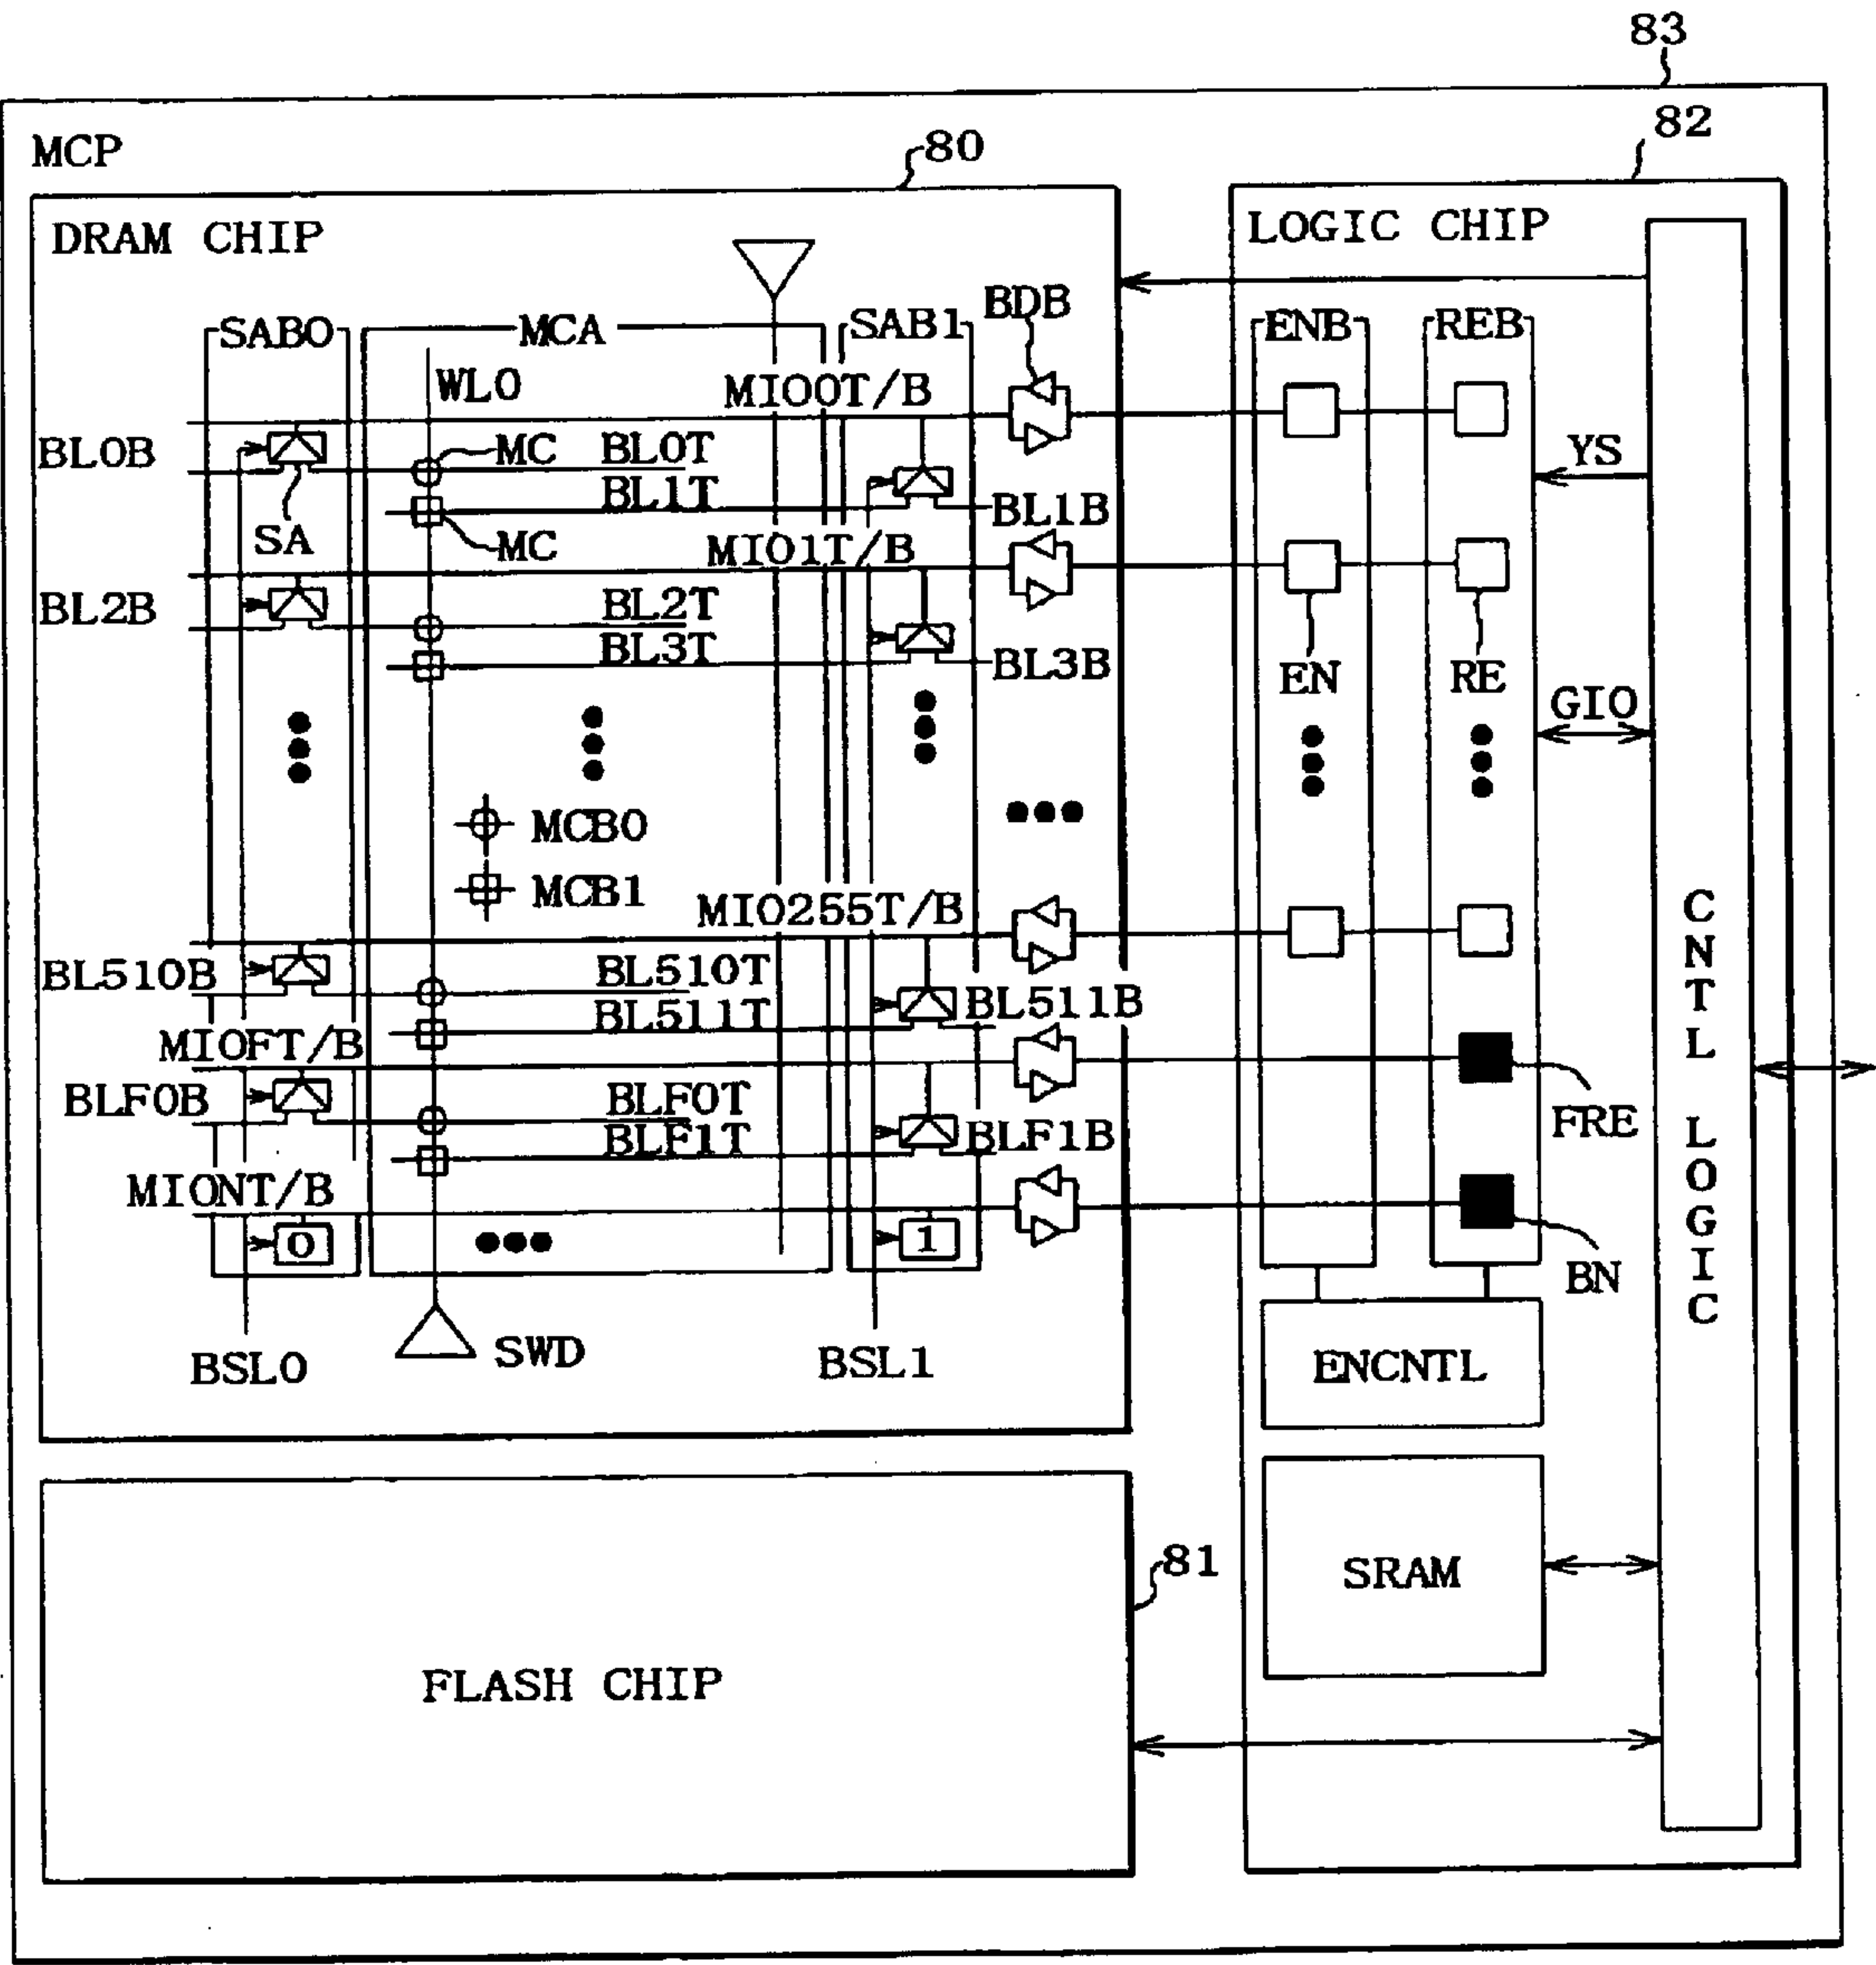 83
82
MCP
80
DRAM CHIP
LOGIC CHIP
BDB
SAB0
MCA
SAB1
ENB
REB
WL0
MIO0T/B
BL0B
MC
BL0T
YS
BL1T
BL1B
SA
MC
MIO1T/B
BL2B
BL2T
BL3T
BL3B
EN
RE
GIO
MCB0
MCB1
MIO255T/B
CNTL LOGIC
BL510B
BL510T
BL511T
BL511B
MIOFT/B
BLF0B
BLF0T
BLF1T
BLF1B
FRE
MIONT/B
0
1
BN
BSL0
SWD
BSL1
ENCNTL
81
SRAM
FLASH CHIP